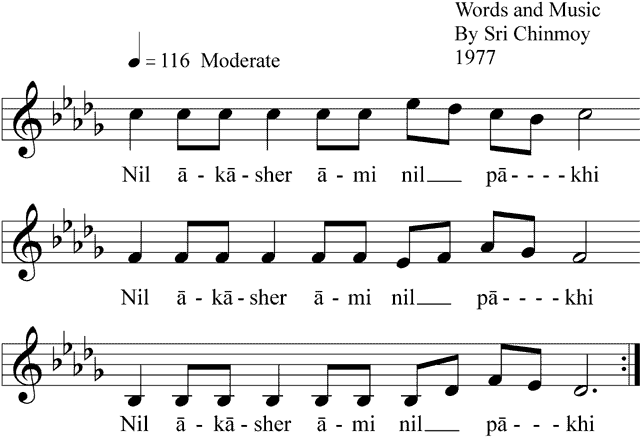 Words and Music
By Sri Chinmoy
1977
♩ = 116 Moderate
Nil ā - kā - sher ā - mi nil___ pā - - - - khi
Nil ā - kā - sher ā - mi nil___ pā - - - - khi
Nil ā - kā - sher ā - mi nil___ pā - - - khi